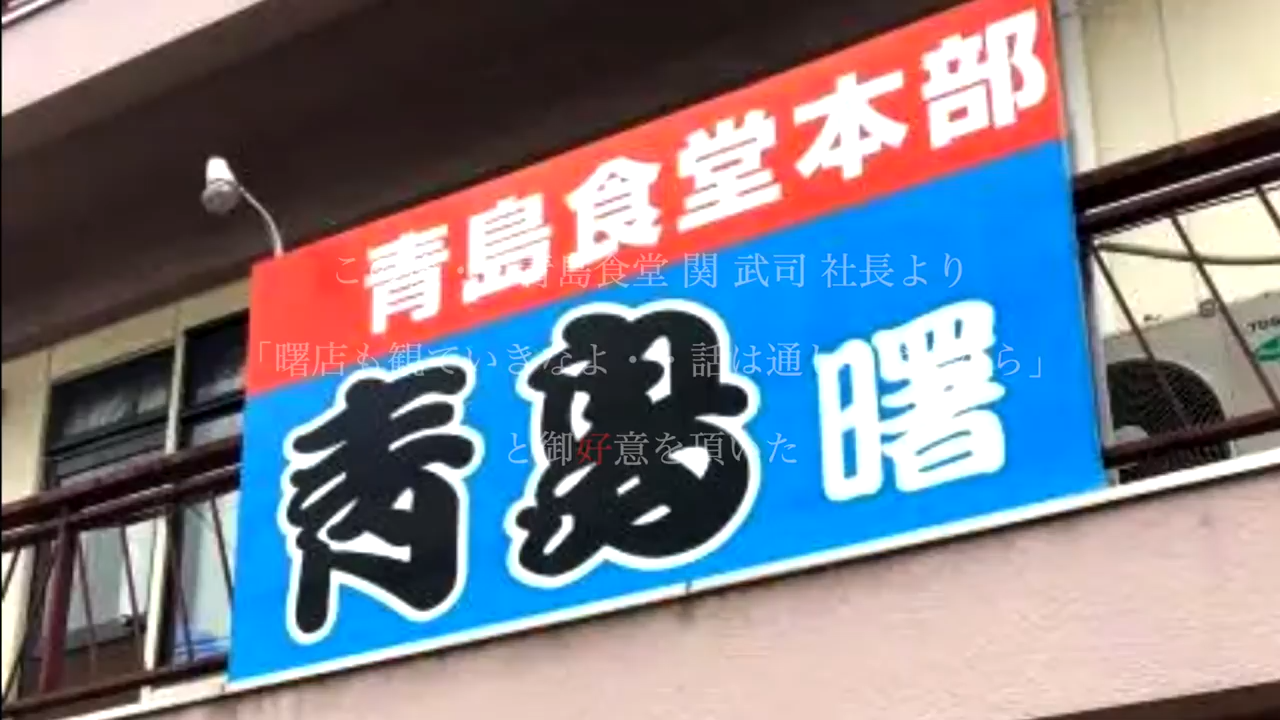 青島食堂本部
青島 曙
青島食堂 関 武司 社長より
「曙店も観ていきなよ・・話は通し ら」
と御好意を頂いた